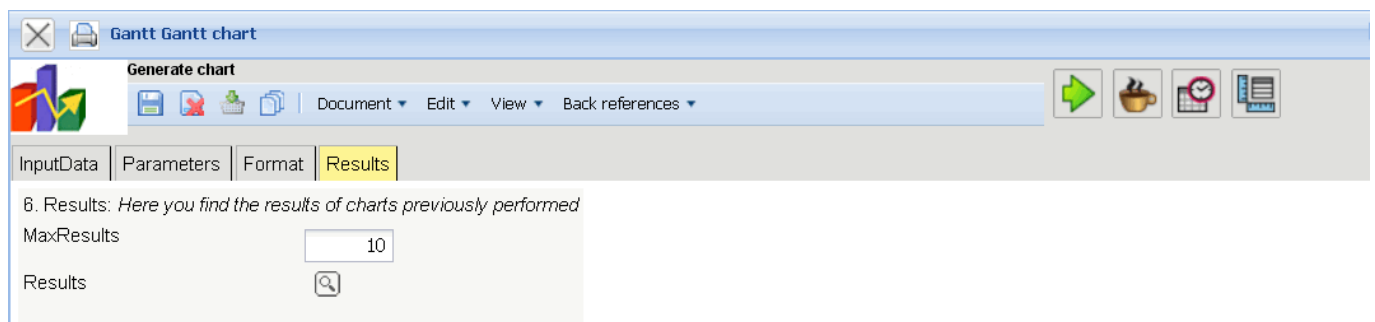 Gantt Gantt chart
Generate chart
Document Edit View Back references
InputData Parameters Format Results
6. Results: Here you find the results of charts previously performed
MaxResults 10
Results